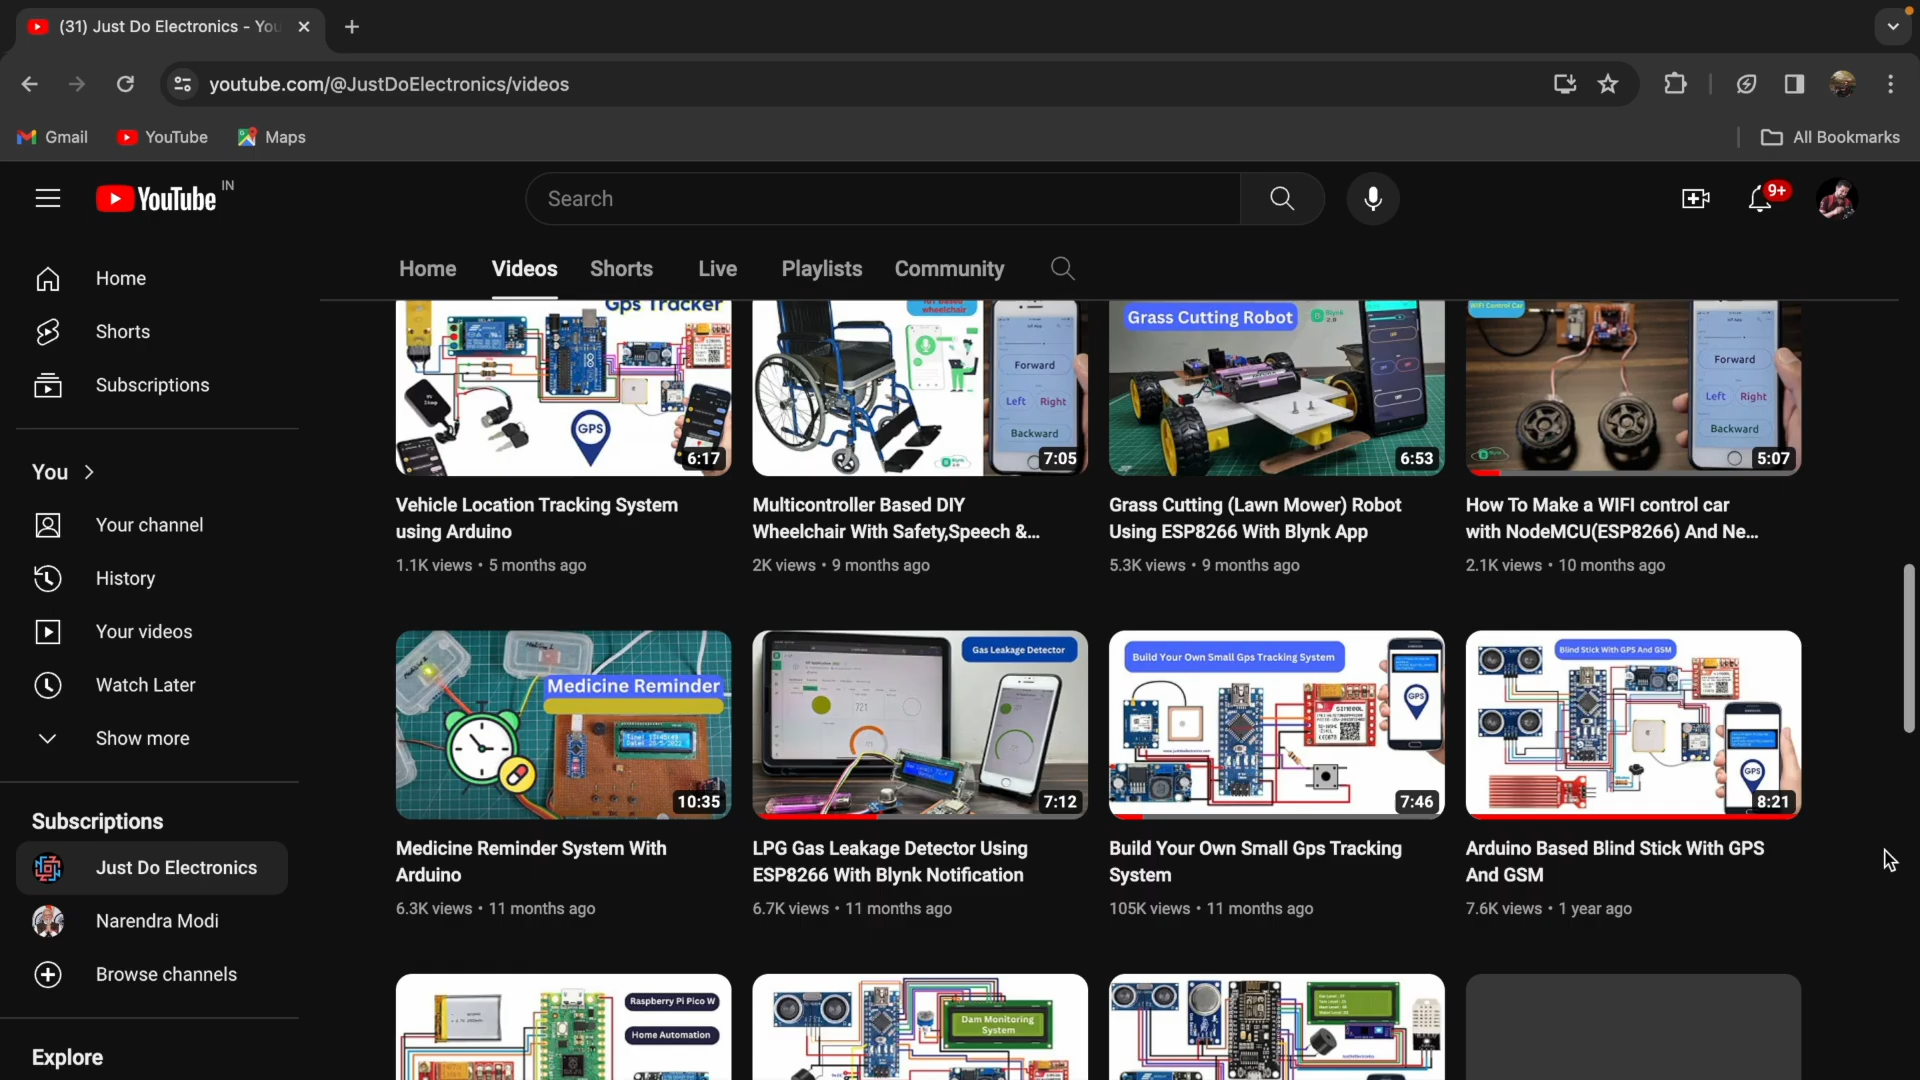 (31) Just Do Electronics - You
youtube.com/@JustDoElectronics/videos
Gmail
YouTube
Maps
All Bookmarks
YouTube IN
Search
9+
Home
Videos
Shorts
Live
Playlists
Community
Home
Shorts
Subscriptions
You
Your channel
History
Your videos
Watch Later
Show more
Subscriptions
Just Do Electronics
Narendra Modi
Browse channels
Explore
Gps Tracker
GPS
6:17
Vehicle Location Tracking System
using Arduino
1.1K views • 5 months ago
wheelchair
Forward
Left Right
Backward
7:05
Multicontroller Based DIY
Wheelchair With Safety,Speech &...
2K views • 9 months ago
Grass Cutting Robot
Blynk
2.0
6:53
Grass Cutting (Lawn Mower) Robot
Using ESP8266 With Blynk App
5.3K views • 9 months ago
WIFI Control Car
Forward
Left Right
Backward
5:07
How To Make a WIFI control car
with NodeMCU(ESP8266) And Ne...
2.1K views • 10 months ago
Medicine Reminder
10:35
Medicine Reminder System With
Arduino
6.3K views • 11 months ago
Gas Leakage Detector
721
7:12
LPG Gas Leakage Detector Using
ESP8266 With Blynk Notification
6.7K views • 11 months ago
Build Your Own Small Gps Tracking System
GPS
SIM800L
7:46
Build Your Own Small Gps Tracking
System
105K views • 11 months ago
Blind Stick With GPS And GSM
GPS
8:21
Arduino Based Blind Stick With GPS
And GSM
7.6K views • 1 year ago
Raspberry Pi Pico W
Home Automation
Dam Monitoring
System